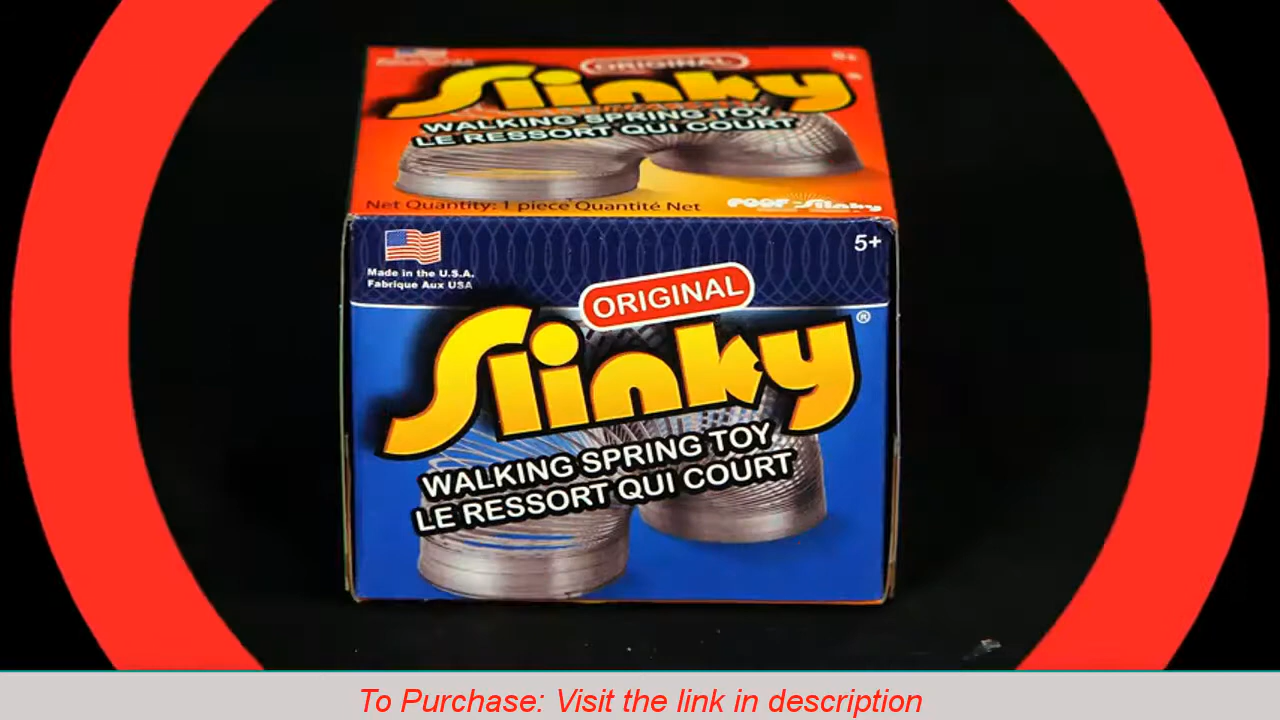 ORIGINAL
Slinky®
WALKING SPRING TOY
LE RESSORT QUI COURT
Net Quantity: 1 piece Quantité Net
POOF-Slinky
5+
Made in the U.S.A.
Fabrique Aux USA
ORIGINAL
Slinky®
WALKING SPRING TOY
LE RESSORT QUI COURT
To Purchase: Visit the link in description